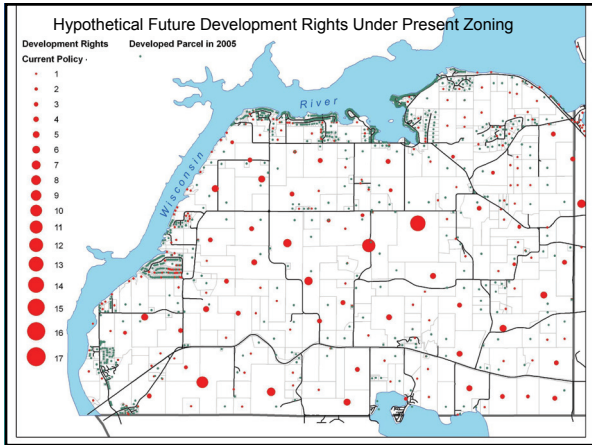 Hypothetical Future Development Rights Under Present Zoning
Development Rights
Developed Parcel in 2005
Current Policy
1
2
3
4
5
6
7
8
9
10
11
12
13
14
15
16
17
Wisconsin
River